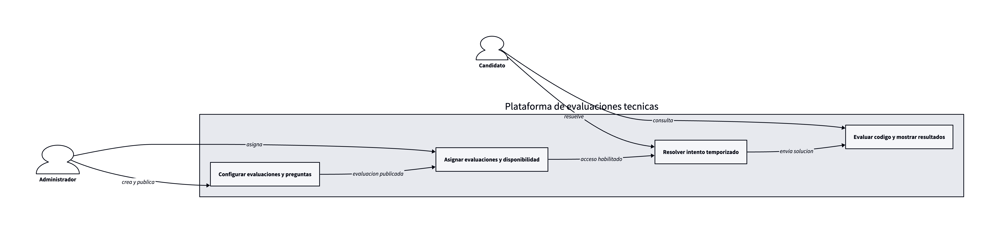 Candidato
Plataforma de evaluaciones tecnicas
resuelve
consulta
Evaluar codigo y mostrar resultados
asigna
Resolver intento temporizado
envia solucion
Asignar evaluaciones y disponibilidad
acceso habilitado
Configurar evaluaciones y preguntas
evaluacion publicada
Administrador
crea y publica